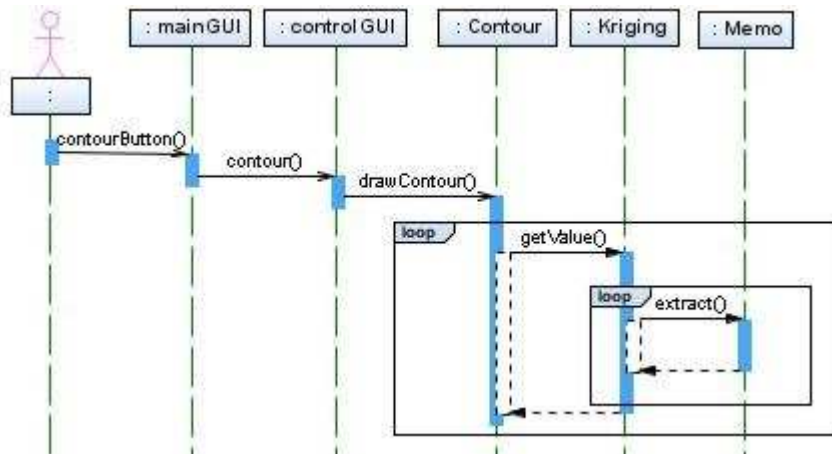 : mainGUI
: controlGUI
: Contour
: Kriging
: Memo
:
contourButton()
contour()
drawContour()
loop
getValue()
loop
extract()